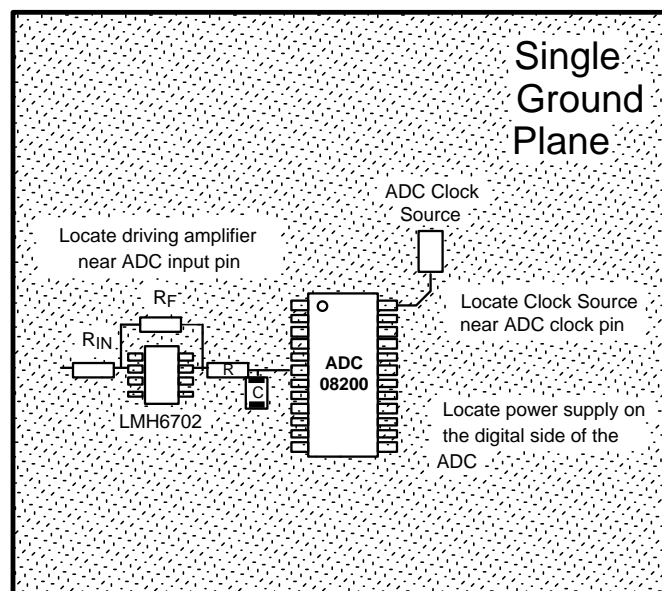 Single
Ground
Plane
ADC Clock
Source
Locate driving amplifier
near ADC input pin
RF
RIN
Locate Clock Source
near ADC clock pin
ADC
08200
R
C
LMH6702
Locate power supply on
the digital side of the
ADC